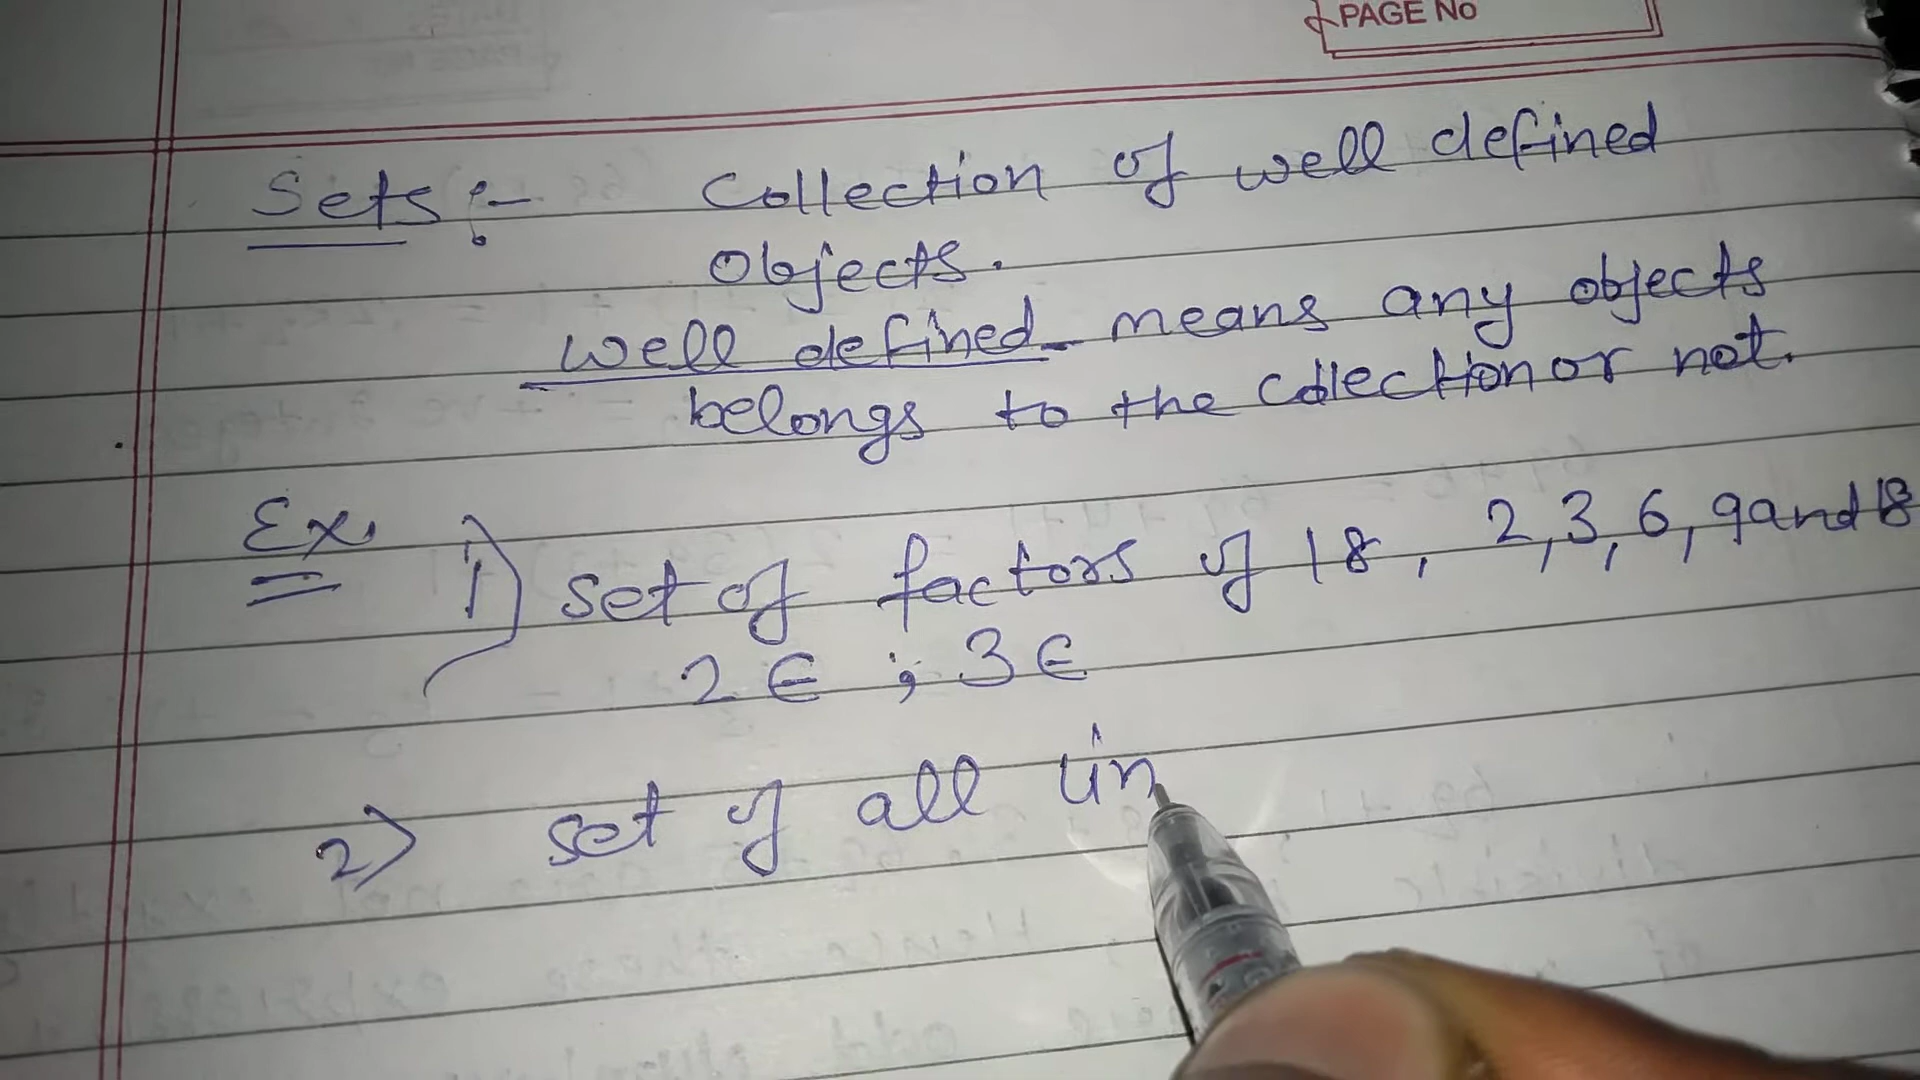 PAGE No
Sets :- Collection of well defined
objects.
well defined means any objects
belongs to the collection or not.
Ex. 1) set of factors of 18, 2, 3, 6, 9 and 18
2 ∈ ; 3 ∈
2) set of all lin